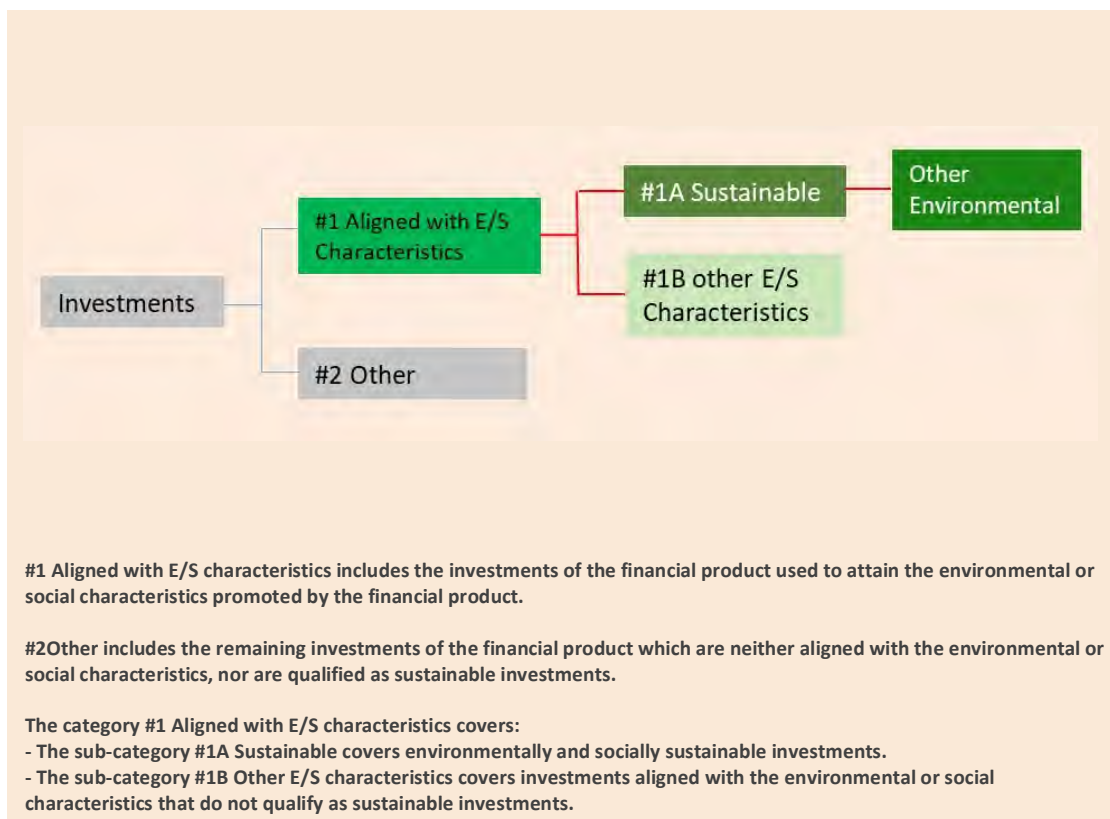 Investments
#1 Aligned with E/S
Characteristics
#2 Other
#1A Sustainable
#1B other E/S
Characteristics
Other
Environmental
#1 Aligned with E/S characteristics includes the investments of the financial product used to attain the environmental or
social characteristics promoted by the financial product.
#2Other includes the remaining investments of the financial product which are neither aligned with the environmental or
social characteristics, nor are qualified as sustainable investments.
The category #1 Aligned with E/S characteristics covers:
- The sub-category #1A Sustainable covers environmentally and socially sustainable investments.
- The sub-category #1B Other E/S characteristics covers investments aligned with the environmental or social
characteristics that do not qualify as sustainable investments.